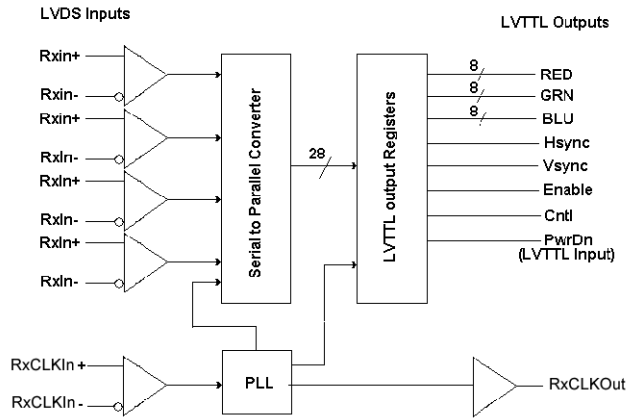 LVDS Inputs
LVTTL Outputs
Rxin+
Rxin-
Rxin+
RxIn-
RxIn+
RxIn-
RxIn+
RxIn-
Serial to Parallel Converter
28
LVTTL output Registers
8
RED
8
GRN
8
BLU
Hsync
Vsync
Enable
Cntl
PwrDn
(LVTTL Input)
RxCLKIn +
RxCLKIn -
PLL
RxCLKOut